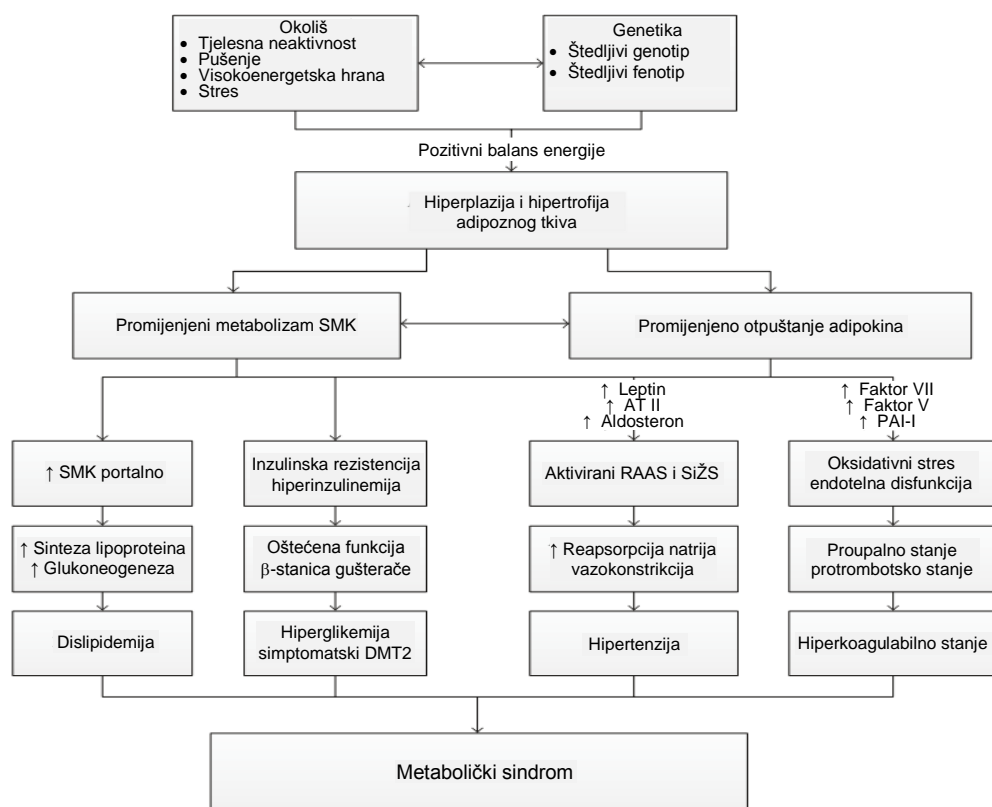 Okoliš
• Tjelesna neaktivnost
• Pušenje
• Visokoenergetska hrana
• Stres
Genetika
• Štedljivi genotip
• Štedljivi fenotip
Pozitivni balans energije
Hiperplazija i hipertrofija
adipoznog tkiva
Promijenjeni metabolizam SMK
Promijenjeno otpuštanje adipokina
↑ Leptin
↑ AT II
↑ Aldosteron
↑ Faktor VII
↑ Faktor V
↑ PAI-I
↑ SMK portalno
Inzulinska rezistencija
hiperinzulinemija
Aktivirani RAAS i SiŽS
Oksidativni stres
endotelna disfunkcija
↑ Sinteza lipoproteina
↑ Glukoneogeneza
Oštećena funkcija
β-stanica gušterače
↑ Reapsorpcija natrija
vazokonstrikcija
Proupalno stanje
protrombotsko stanje
Dislipidemija
Hiperglikemija
simptomatski DMT2
Hipertenzija
Hiperkoagulabilno stanje
Metabolički sindrom